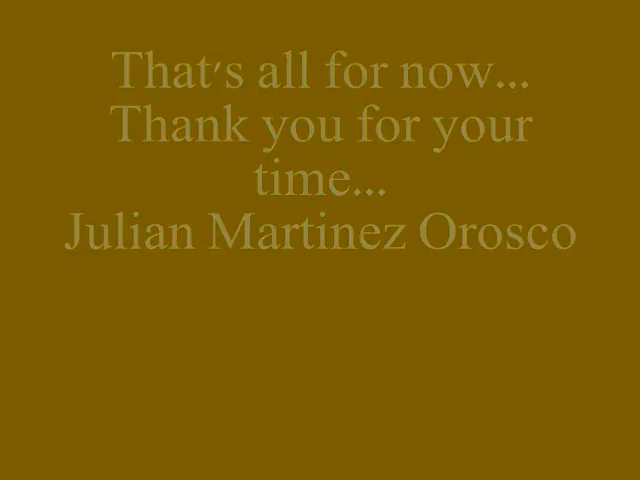 That's all for now...
Thank you for your
time...
Julian Martinez Orosco